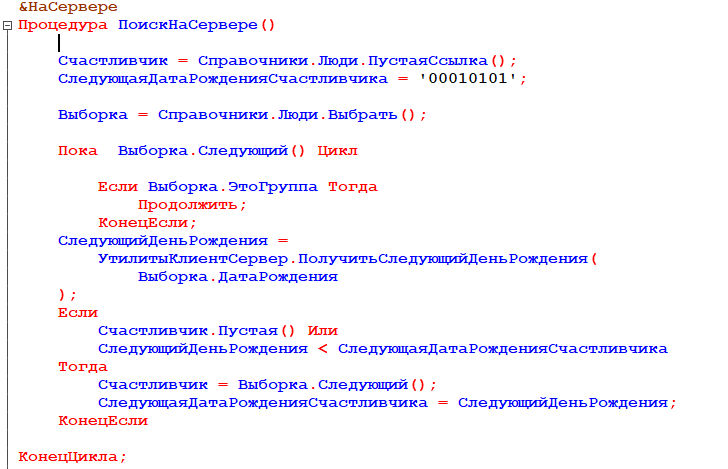 &НаСервере
Процедура ПоискНаСервере()
Счастливчик = Справочники.Люди.ПустаяСсылка();
СледующаяДатаРожденияСчастливчика = '00010101';
Выборка = Справочники.Люди.Выбрать();
Пока Выборка.Следующий() Цикл
Если Выборка.ЭтоГруппа Тогда
Продолжить;
КонецЕсли;
СледующийДеньРождения =
УтилитыКлиентСервер.ПолучитьСледующийДеньРождения(
Выборка.ДатаРождения
);
Если
Счастливчик.Пустая() Или
СледующийДеньРождения < СледующаяДатаРожденияСчастливчика
Тогда
Счастливчик = Выборка.Следующий();
СледующаяДатаРожденияСчастливчика = СледующийДеньРождения;
КонецЕсли
КонецЦикла;